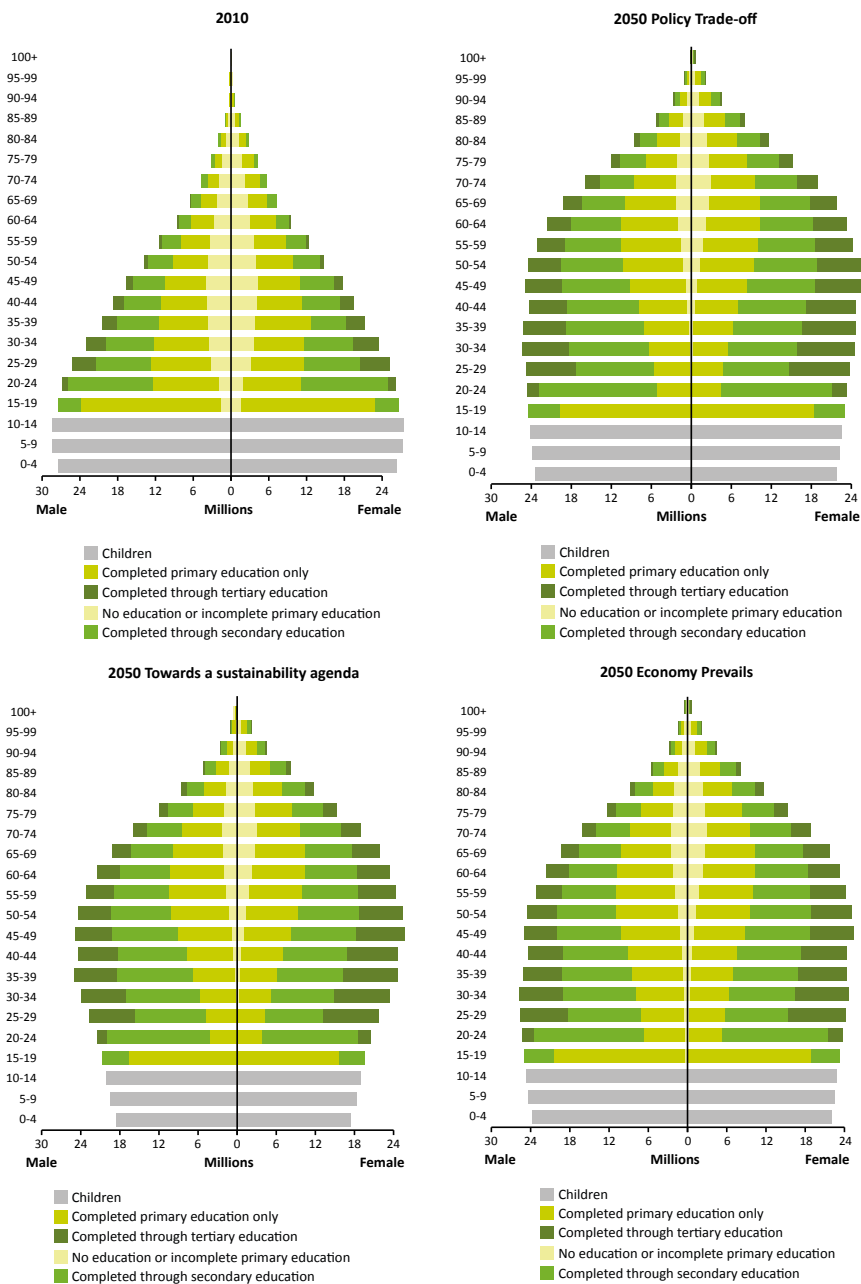 2010
100+
95-99
90-94
85-89
80-84
75-79
70-74
65-69
60-64
55-59
50-54
45-49
40-44
35-39
30-34
25-29
20-24
15-19
10-14
5-9
0-4
30 24 18 12 6 0 6 12 18 24
Male Millions Female
Children
Completed primary education only
Completed through tertiary education
No education or incomplete primary education
Completed through secondary education
2050 Policy Trade-off
100+
95-99
90-94
85-89
80-84
75-79
70-74
65-69
60-64
55-59
50-54
45-49
40-44
35-39
30-34
25-29
20-24
15-19
10-14
5-9
0-4
30 24 18 12 6 0 6 12 18 24
Male Millions Female
Children
Completed primary education only
Completed through tertiary education
No education or incomplete primary education
Completed through secondary education
2050 Towards a sustainability agenda
100+
95-99
90-94
85-89
80-84
75-79
70-74
65-69
60-64
55-59
50-54
45-49
40-44
35-39
30-34
25-29
20-24
15-19
10-14
5-9
0-4
30 24 18 12 6 0 6 12 18 24
Male Millions Female
Children
Completed primary education only
Completed through tertiary education
No education or incomplete primary education
Completed through secondary education
2050 Economy Prevails
100+
95-99
90-94
85-89
80-84
75-79
70-74
65-69
60-64
55-59
50-54
45-49
40-44
35-39
30-34
25-29
20-24
15-19
10-14
5-9
0-4
30 24 18 12 6 0 6 12 18 24
Male Millions Female
Children
Completed primary education only
Completed through tertiary education
No education or incomplete primary education
Completed through secondary education